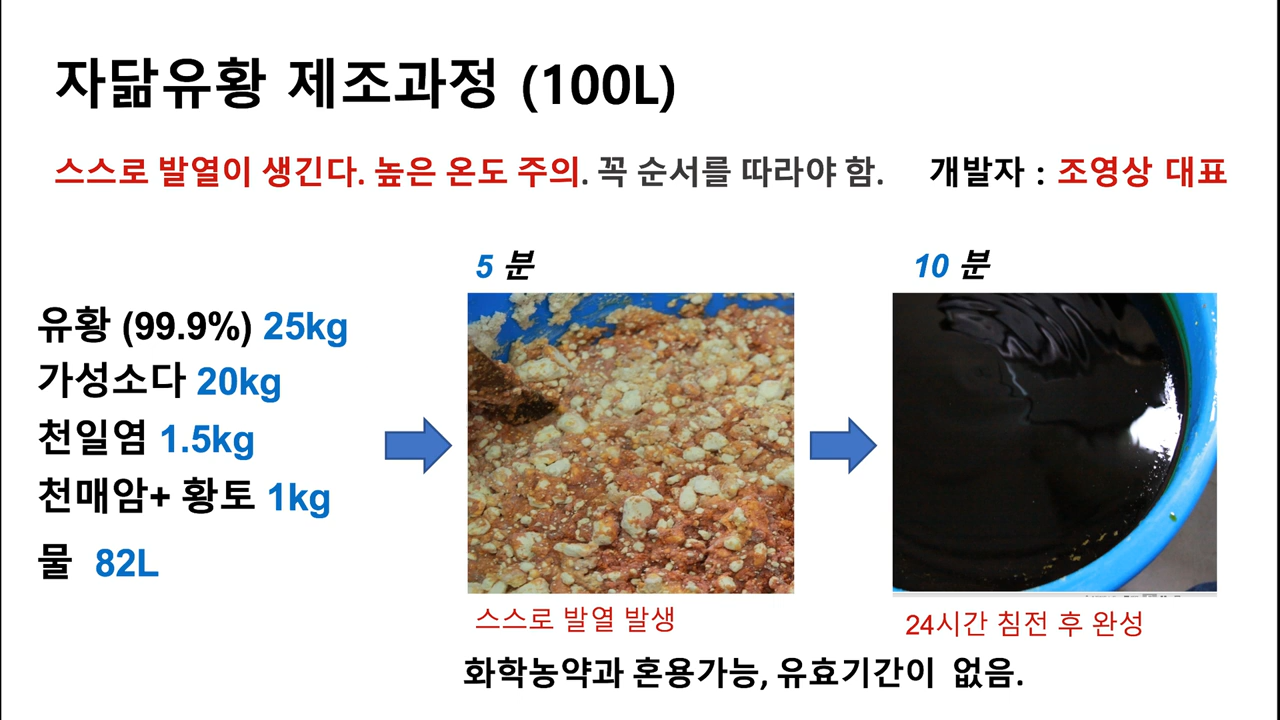 자닮유황 제조과정 (100L)
스스로 발열이 생긴다. 높은 온도 주의. 꼭 순서를 따라야 함. 개발자 : 조영상 대표
유황 (99.9%) 25kg
가성소다 20kg
천일염 1.5kg
천매암+ 황토 1kg
물 82L
5 분
스스로 발열 발생
10 분
24시간 침전 후 완성
화학농약과 혼용가능, 유효기간이 없음.